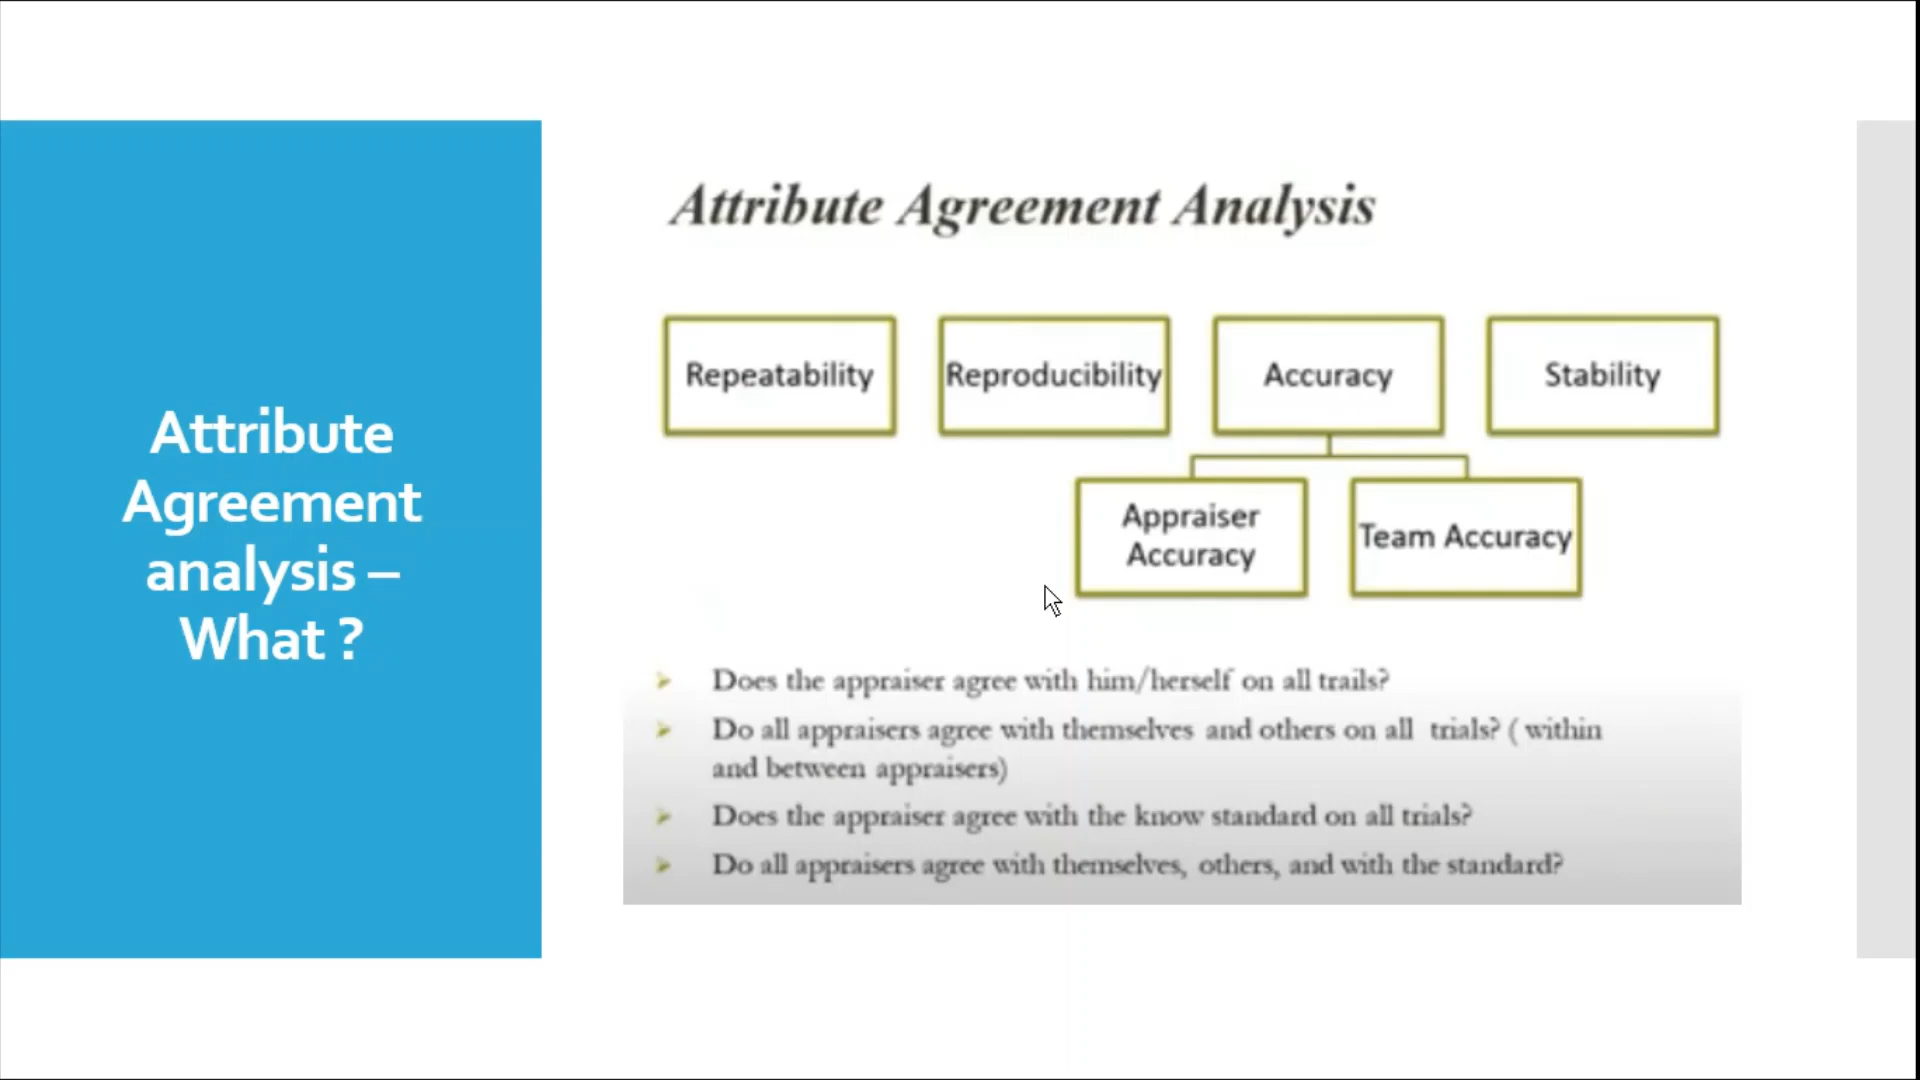 Attribute
Agreement
analysis –
What ?
Attribute Agreement Analysis
Repeatability
Reproducibility
Accuracy
Stability
Appraiser
Accuracy
Team Accuracy
Does the appraiser agree with him/herself on all trails?
Do all appraisers agree with themselves and others on all trials? ( within
and between appraisers)
Does the appraiser agree with the know standard on all trials?
Do all appraisers agree with themselves, others, and with the standard?